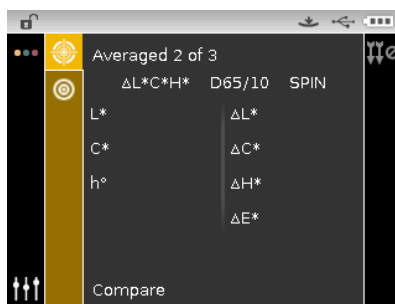 Averaged 2 of 3
ΔL*C*H* D65/10 SPIN
L* ΔL*
C* ΔC*
h° ΔH*
ΔE*
Compare